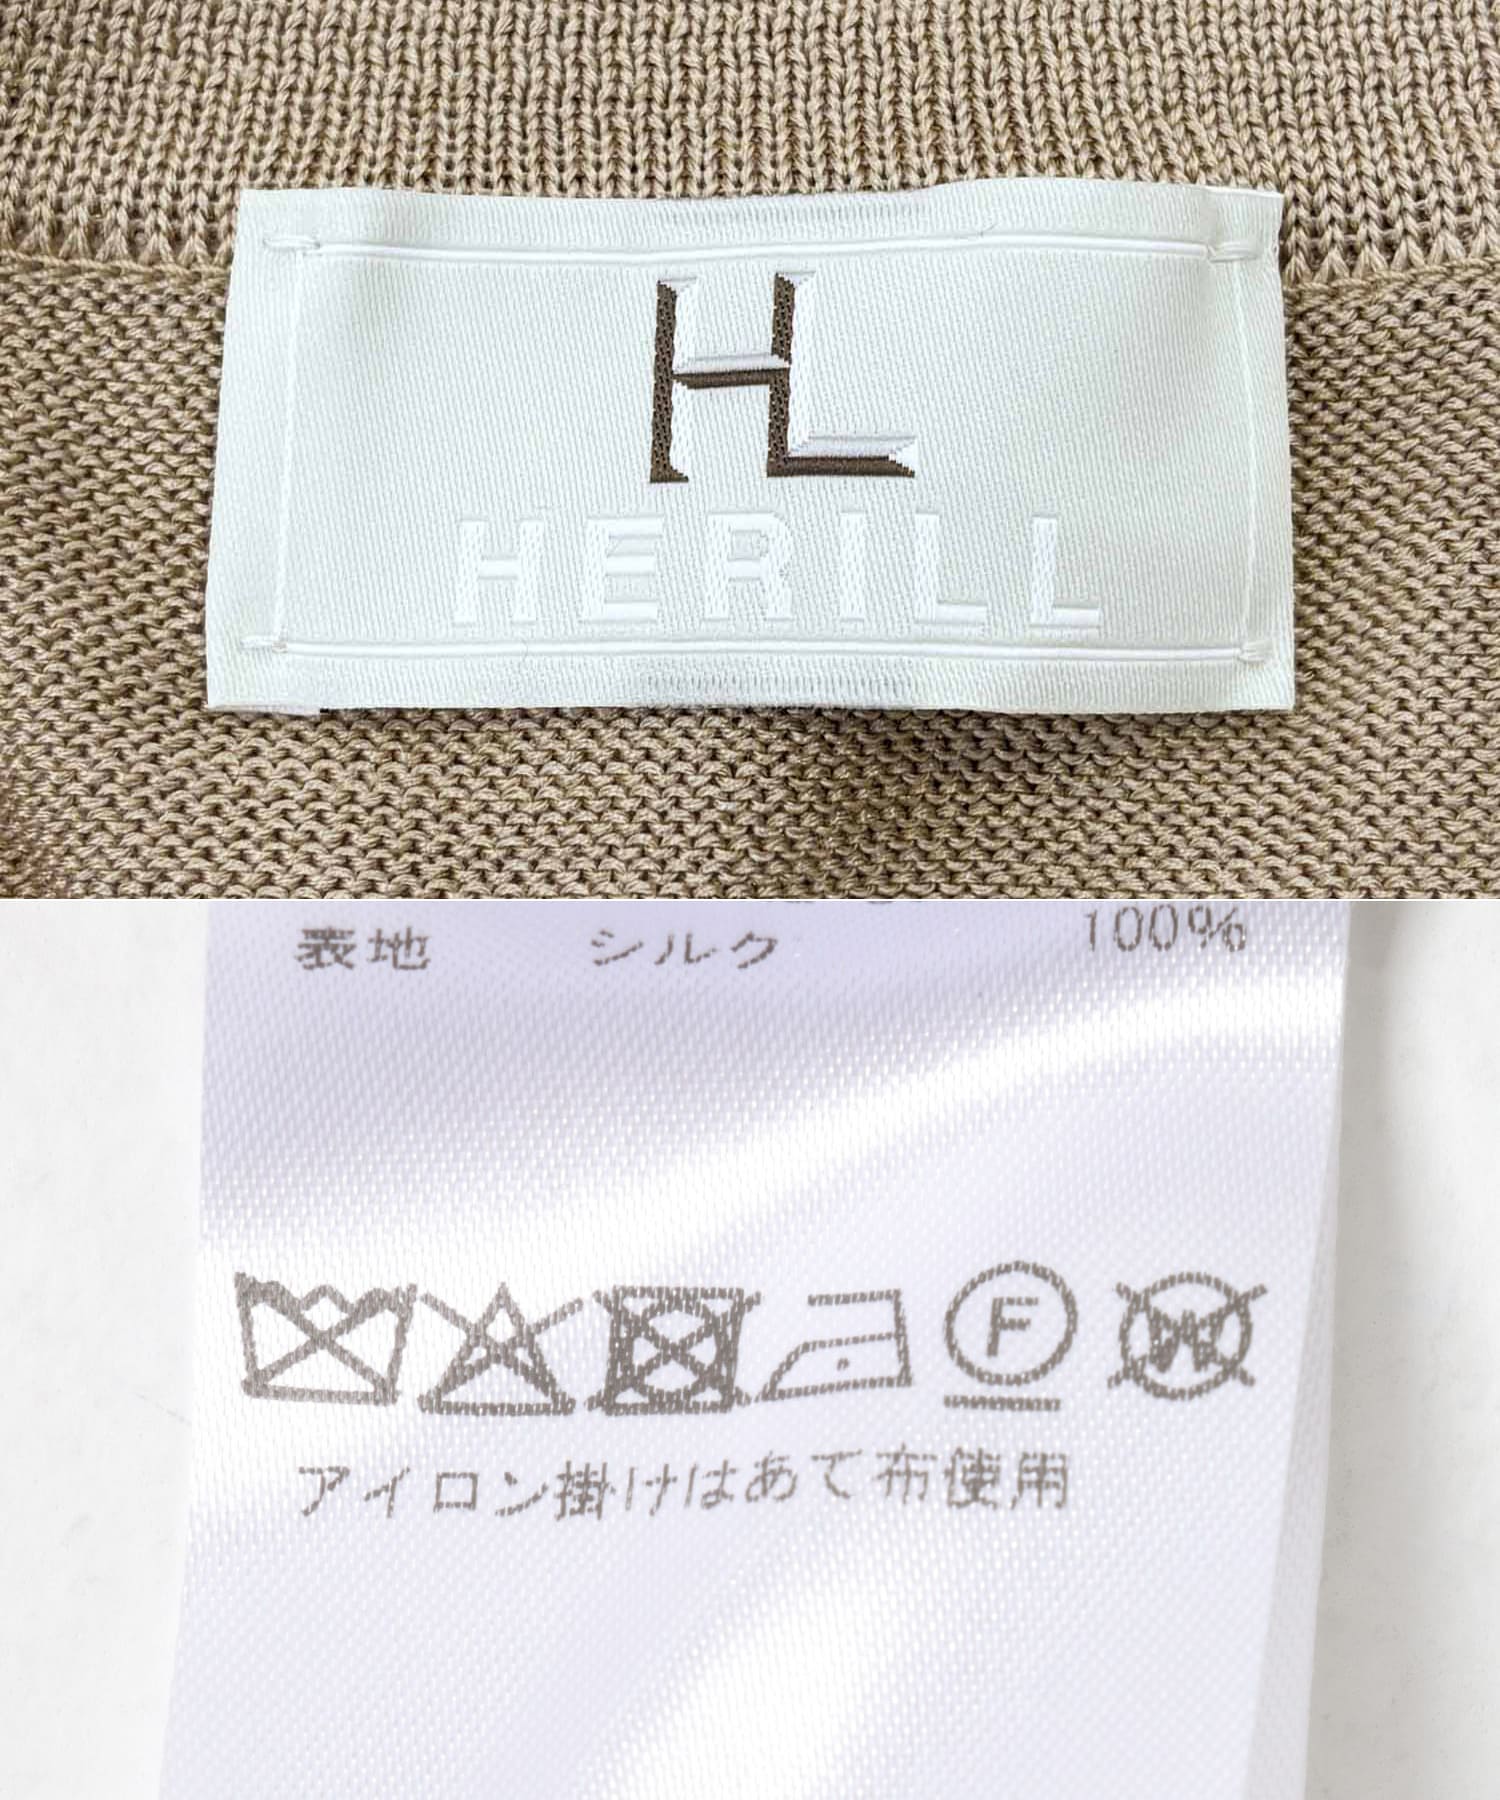 HL
HERILL
表地 シルク 100%
F W
アイロン掛けはあて布使用